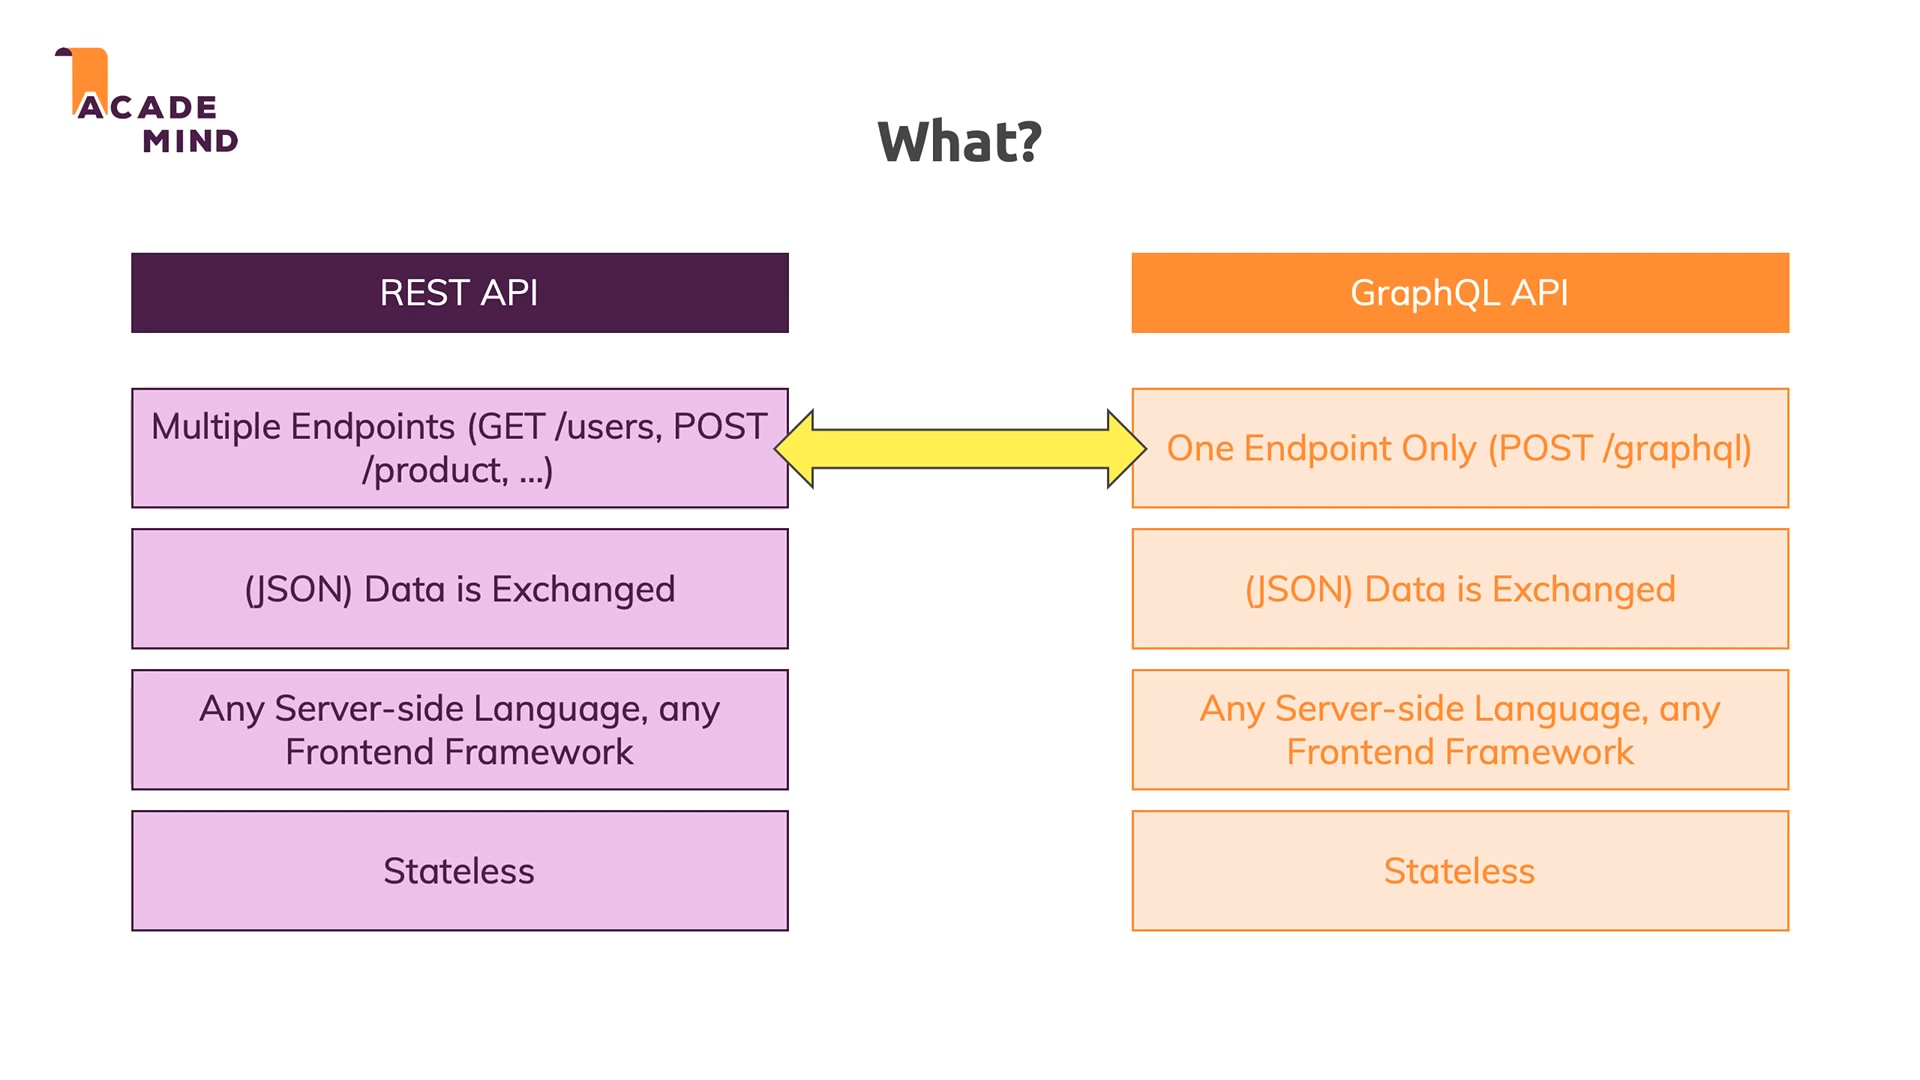 ACADE
MIND
What?
REST API
Multiple Endpoints (GET /users, POST
/product, ...)
(JSON) Data is Exchanged
Any Server-side Language, any
Frontend Framework
Stateless
GraphQL API
One Endpoint Only (POST /graphql)
(JSON) Data is Exchanged
Any Server-side Language, any
Frontend Framework
Stateless